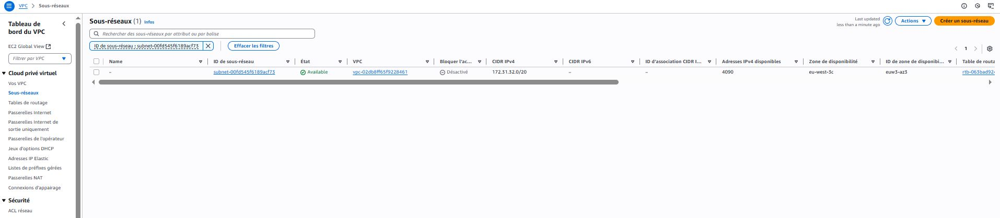 VPC > Sous-réseaux
Tableau de
bord du VPC
EC2 Global View
Filtrer par VPC
Cloud privé virtuel
Vos VPC
Sous-réseaux
Tables de routage
Passerelles Internet
Passerelles Internet de
sortie uniquement
Passerelles de l'opérateur
Jeux d'options DHCP
Adresses IP Elastic
Listes de préfixes gérées
Passerelles NAT
Connexions d'appairage
Sécurité
ACL réseau
Sous-réseaux (1) Infos
Last updated
less than a minute ago
Actions
Créer un sous-réseau
Rechercher des sous-réseaux par attribut ou par balise
ID de sous-réseau : subnet-00fd545f6189acf73
Effacer les filtres
1
Name ID de sous-réseau État VPC Bloquer l'ac... CIDR IPv4 CIDR IPv6 ID d'association CIDR I... Adresses IPv4 disponibles Zone de disponibilité ID de zone de disponibi... Table de routa
– subnet-00fd545f6189acf73 Available vpc-02db8ff65f9228461 Désactivé 172.31.32.0/20 – – 4090 eu-west-3c euw3-az3 rtb-063bad924